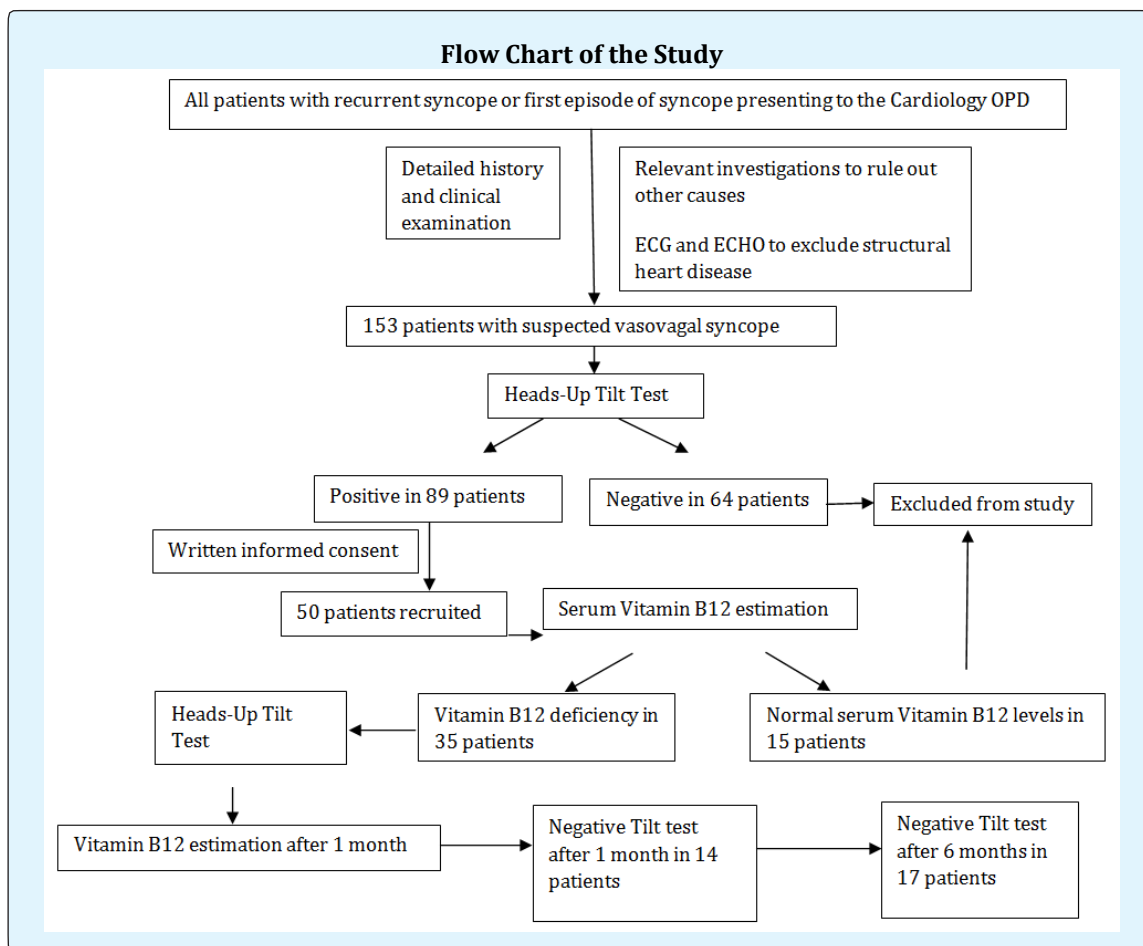 Flow Chart of the Study
All patients with recurrent syncope or first episode of syncope presenting to the Cardiology OPD
Detailed history
and clinical
examination
Relevant investigations to rule out
other causes
ECG and ECHO to exclude structural
heart disease
153 patients with suspected vasovagal syncope
Heads-Up Tilt Test
Positive in 89 patients
Negative in 64 patients
Excluded from study
Written informed consent
50 patients recruited
Serum Vitamin B12 estimation
Heads-Up Tilt
Test
Vitamin B12 deficiency in
35 patients
Normal serum Vitamin B12 levels in
15 patients
Vitamin B12 estimation after 1 month
Negative Tilt test
after 1 month in 14
patients
Negative Tilt test
after 6 months in
17 patients